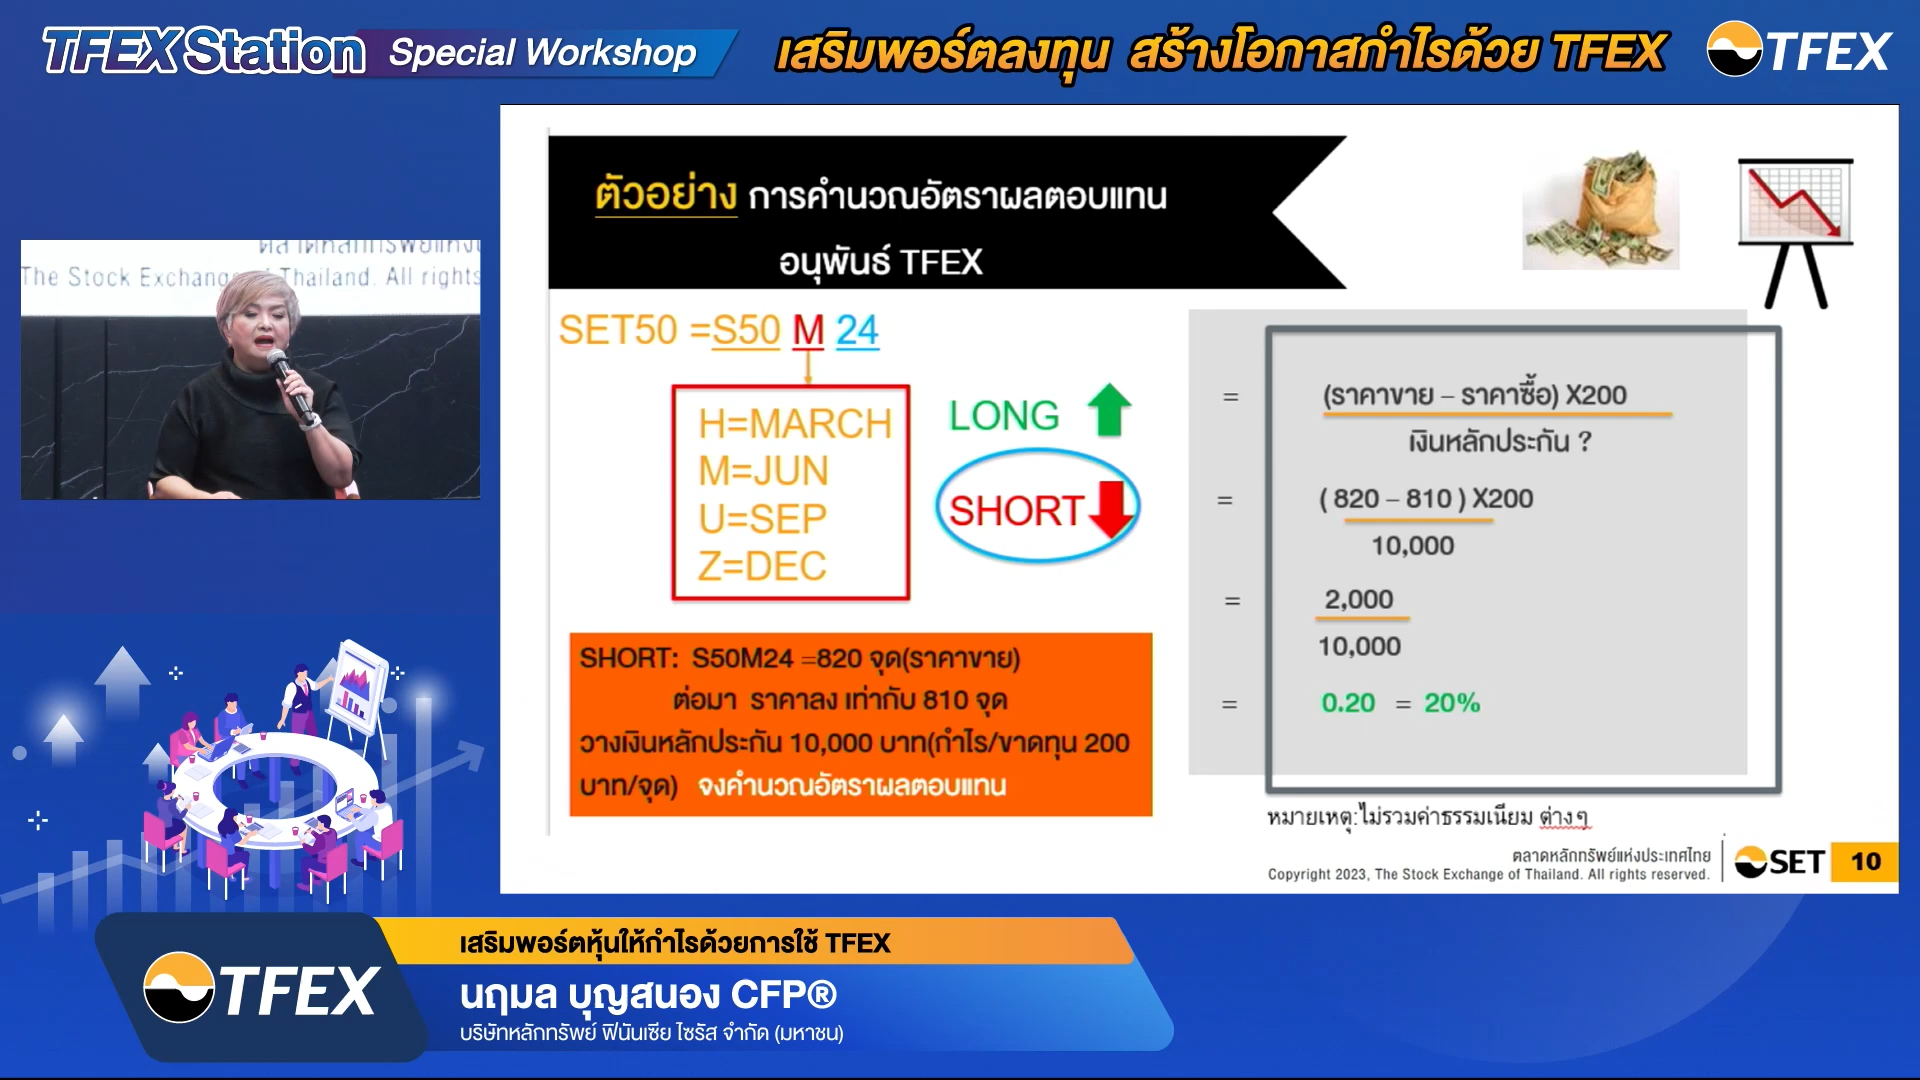 TFEX Station Special Workshop
เสริมพอร์ตลงทุน สร้างโอกาสกำไรด้วย TFEX
TFEX
The Stock Exchange of Thailand. All rights
ตัวอย่าง การคำนวณอัตราผลตอบแทน
อนุพันธ์ TFEX
SET50 =S50 M 24
H=MARCH
M=JUN
U=SEP
Z=DEC
LONG
SHORT
SHORT: S50M24 =820 จุด(ราคาขาย)
ต่อมา ราคาลง เท่ากับ 810 จุด
วางเงินหลักประกัน 10,000 บาท(กำไร/ขาดทุน 200
บาท/จุด) จงคำนวณอัตราผลตอบแทน
= (ราคาขาย – ราคาซื้อ) X200
เงินหลักประกัน ?
= ( 820 – 810 ) X200
10,000
= 2,000
10,000
= 0.20 = 20%
หมายเหตุ:ไม่รวมค่าธรรมเนียม ต่างๆ
ตลาดหลักทรัพย์แห่งประเทศไทย
Copyright 2023, The Stock Exchange of Thailand. All rights reserved.
SET 10
TFEX
เสริมพอร์ตหุ้นให้กำไรด้วยการใช้ TFEX
นฤมล บุญสนอง CFP®
บริษัทหลักทรัพย์ ฟินันเซีย ไซรัส จำกัด (มหาชน)